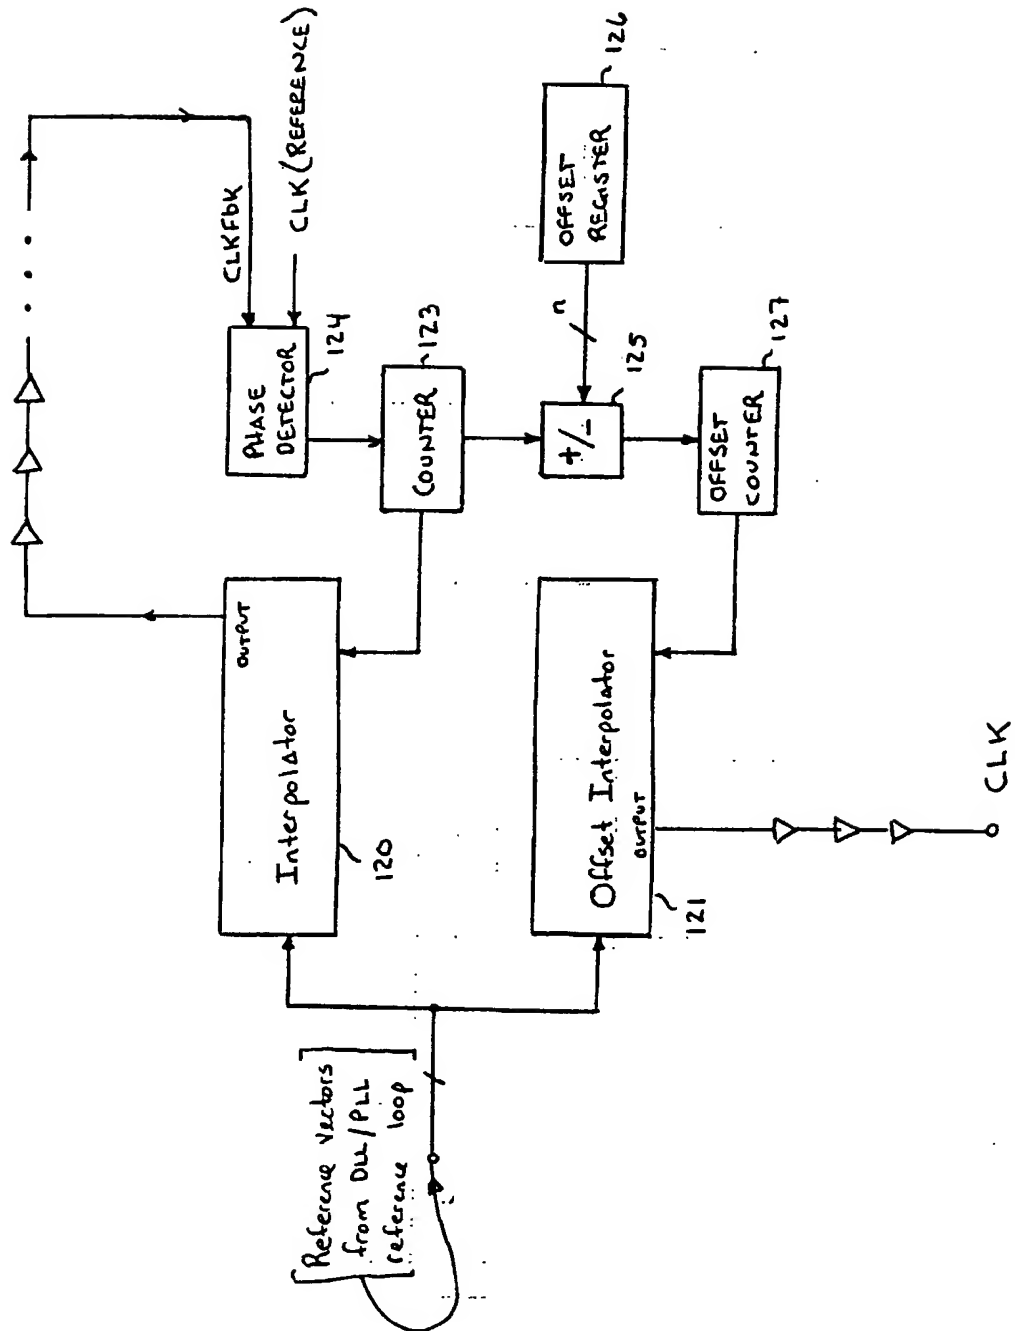 [Reference vectors
from DLL/PLL
reference loop]
Interpolator
OUTPUT
120
Offset Interpolator
OUTPUT
121
CLKFbK
CLK (REFERENCE)
PHASE
DETECTOR
124
COUNTER
123
+/-
125
n
OFFSET
REGISTER
126
OFFSET
COUNTER
127
CLK